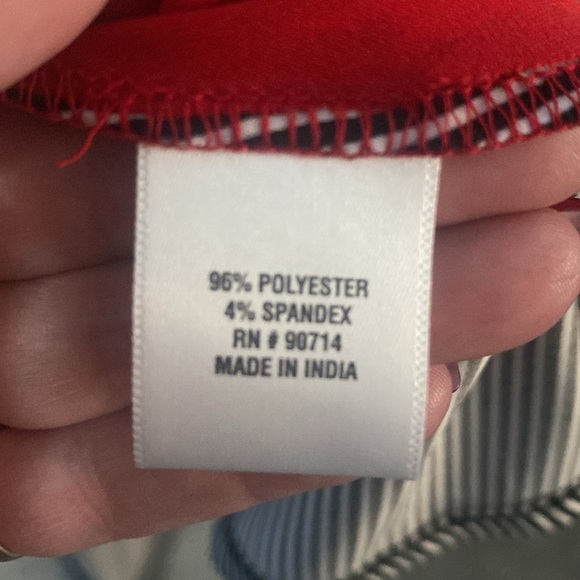 96% POLYESTER
4% SPANDEX
RN # 90714
MADE IN INDIA